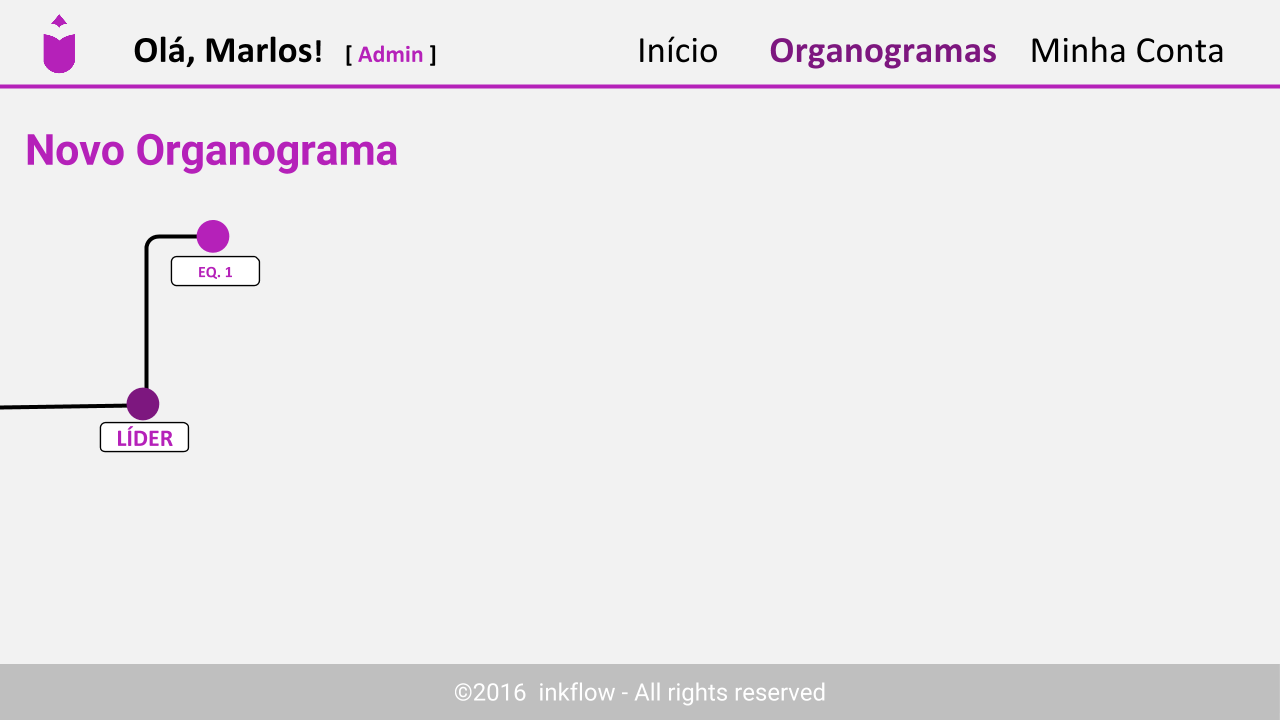 Olá, Marlos! [ Admin ] Início Organogramas Minha Conta
Novo Organograma
EQ. 1
LÍDER
©2016 inkflow - All rights reserved